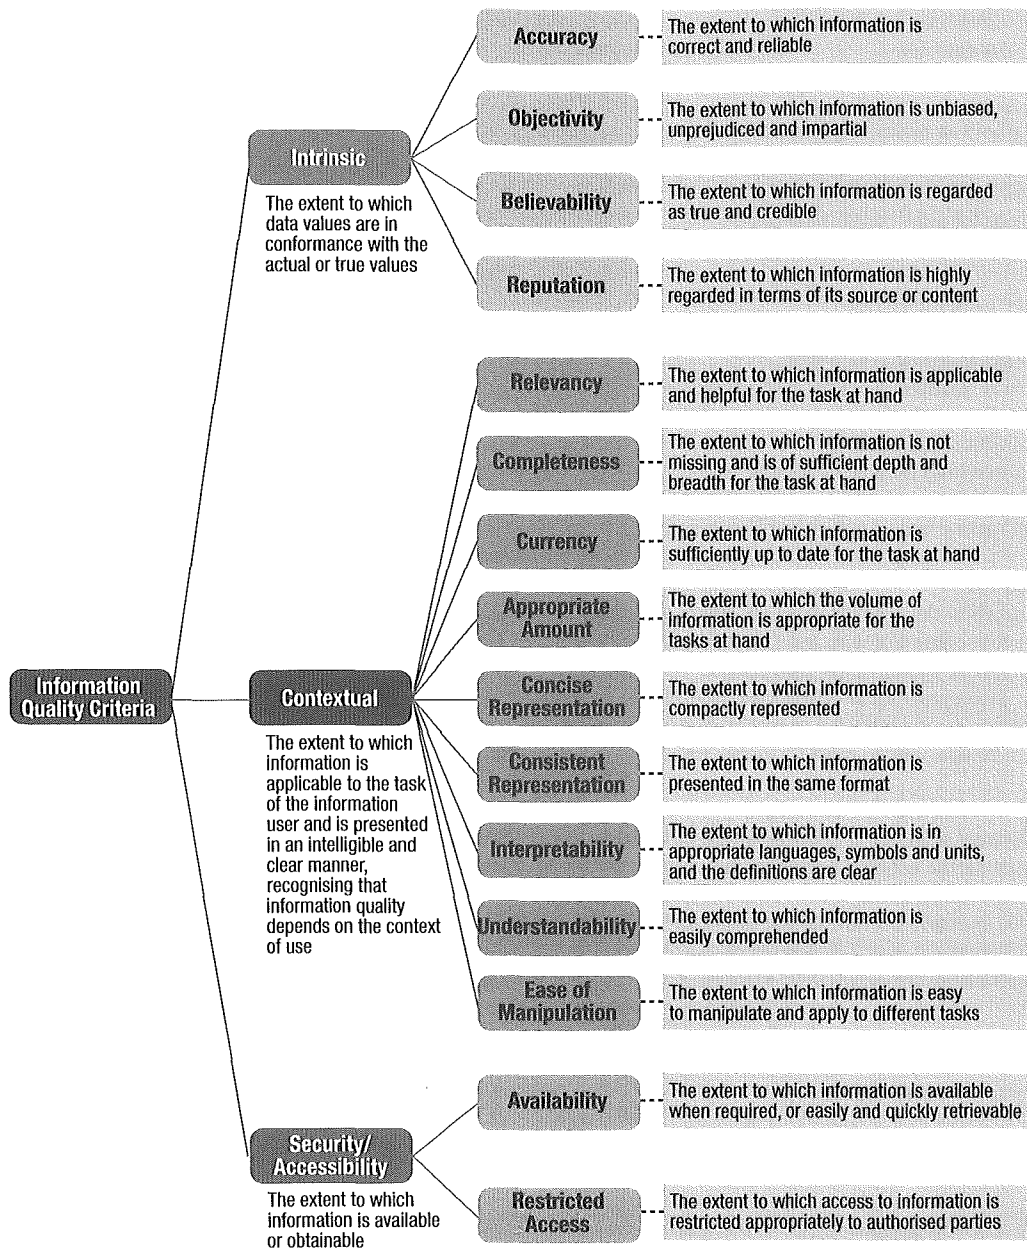 Information
Quality Criteria
Intrinsic
The extent to which
data values are in
conformance with the
actual or true values
Accuracy
The extent to which information is
correct and reliable
Objectivity
The extent to which information is unbiased,
unprejudiced and impartial
Believability
The extent to which information is regarded
as true and credible
Reputation
The extent to which information is highly
regarded in terms of its source or content
Contextual
The extent to which
information is
applicable to the task
of the information
user and is presented
in an intelligible and
clear manner,
recognising that
information quality
depends on the context
of use
Relevancy
The extent to which information is applicable
and helpful for the task at hand
Completeness
The extent to which information is not
missing and is of sufficient depth and
breadth for the task at hand
Currency
The extent to which information is
sufficiently up to date for the task at hand
Appropriate
Amount
The extent to which the volume of
information is appropriate for the
tasks at hand
Concise
Representation
The extent to which information is
compactly represented
Consistent
Representation
The extent to which information is
presented in the same format
Interpretability
The extent to which information is in
appropriate languages, symbols and units,
and the definitions are clear
Understandability
The extent to which information is
easily comprehended
Ease of
Manipulation
The extent to which information is easy
to manipulate and apply to different tasks
Security/
Accessibility
The extent to which
information is available
or obtainable
Availability
The extent to which information is available
when required, or easily and quickly retrievable
Restricted
Access
The extent to which access to information is
restricted appropriately to authorised parties